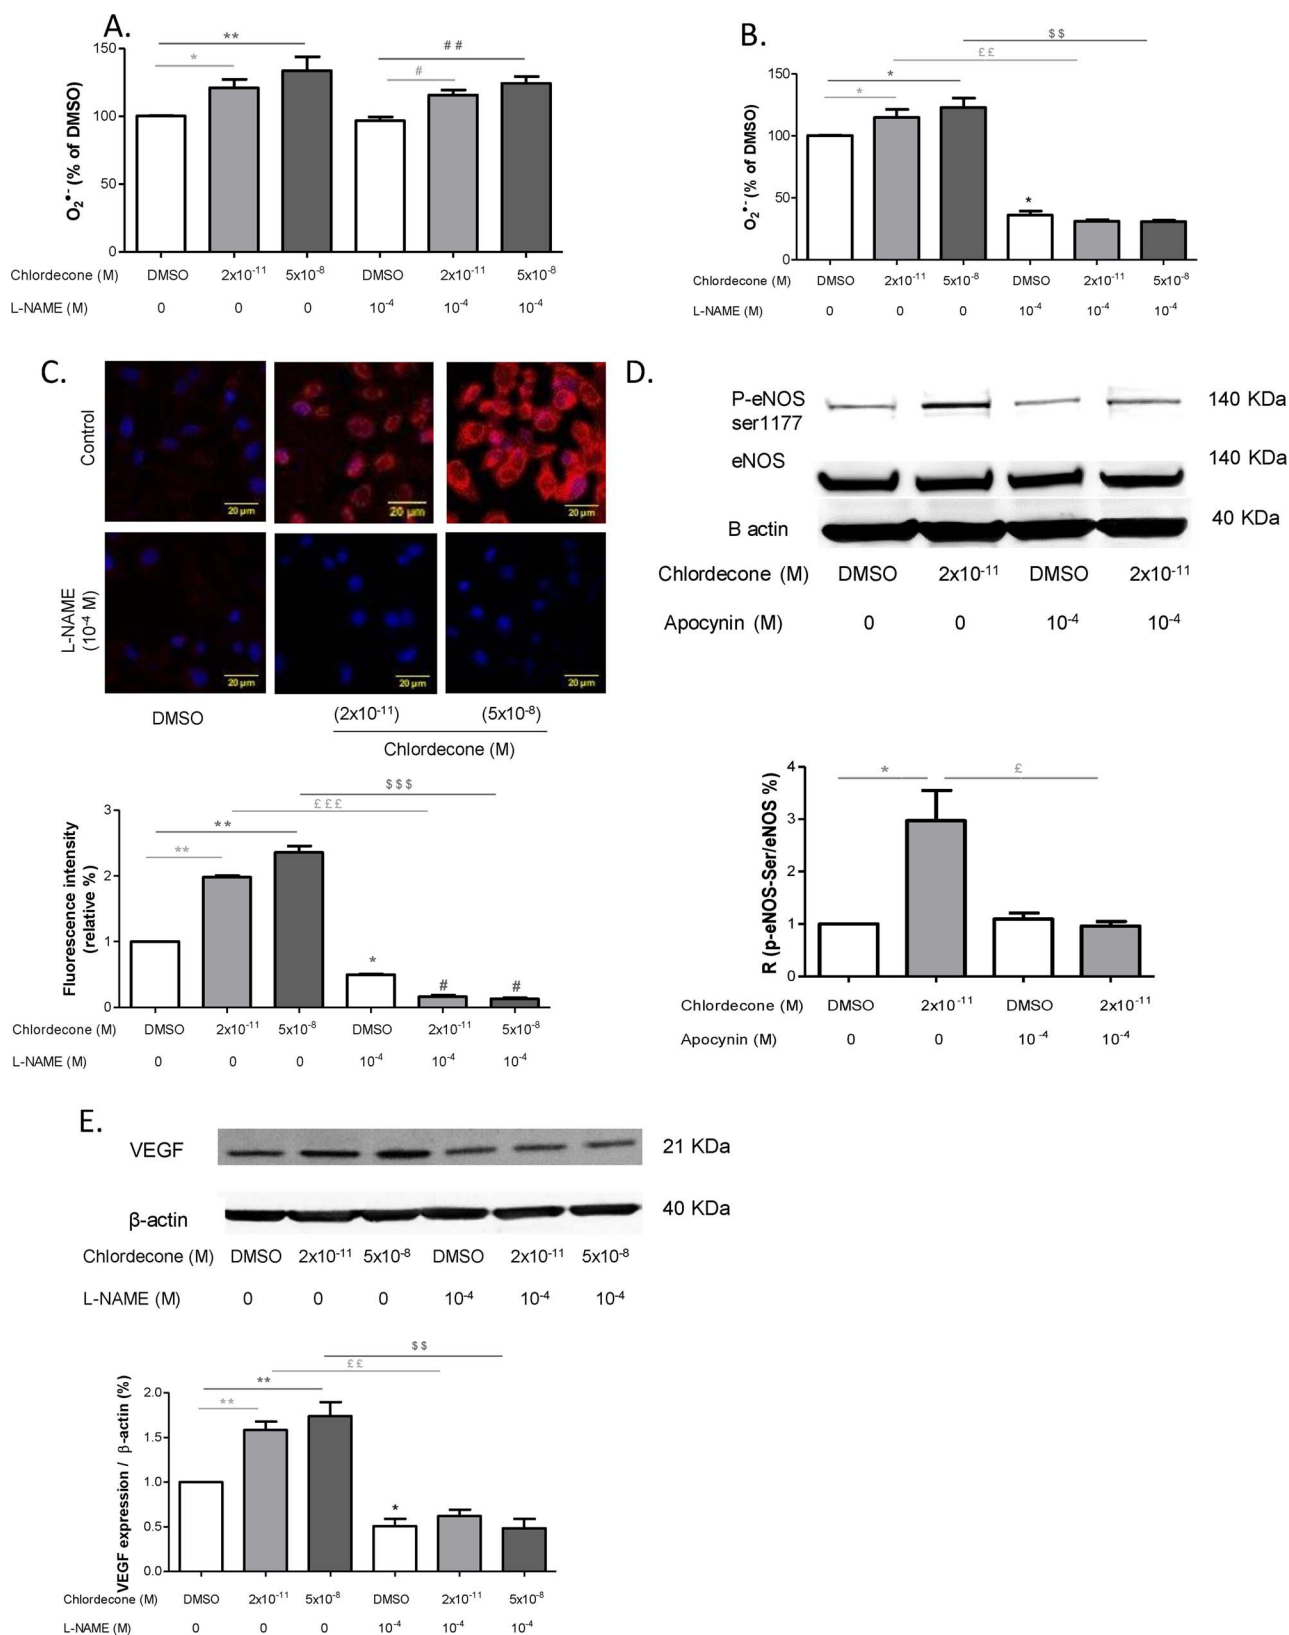 A.
** ##
* #
150
100
50
0
O₂•- (% of DMSO)
Chlordecone (M) DMSO 2x10⁻¹¹ 5x10⁻⁸ DMSO 2x10⁻¹¹ 5x10⁻⁸
L-NAME (M) 0 0 0 10⁻⁴ 10⁻⁴ 10⁻⁴
B.
$$
££
*
*
*
150
100
50
0
O₂•- (% of DMSO)
Chlordecone (M) DMSO 2x10⁻¹¹ 5x10⁻⁸ DMSO 2x10⁻¹¹ 5x10⁻⁸
L-NAME (M) 0 0 0 10⁻⁴ 10⁻⁴ 10⁻⁴
C.
Control
20 µm 20 µm 20 µm
L-NAME
(10⁻⁴ M)
20 µm 20 µm 20 µm
DMSO (2x10⁻¹¹) (5x10⁻⁸)
Chlordecone (M)
$$$
£££
**
**
* # #
3
2
1
0
Fluorescence intensity
(relative %)
Chlordecone (M) DMSO 2x10⁻¹¹ 5x10⁻⁸ DMSO 2x10⁻¹¹ 5x10⁻⁸
L-NAME (M) 0 0 0 10⁻⁴ 10⁻⁴ 10⁻⁴
D.
P-eNOS 140 KDa
ser1177
eNOS 140 KDa
B actin 40 KDa
Chlordecone (M) DMSO 2x10⁻¹¹ DMSO 2x10⁻¹¹
Apocynin (M) 0 0 10⁻⁴ 10⁻⁴
* £
4
3
2
1
0
R (p-eNOS-Ser/eNOS %)
Chlordecone (M) DMSO 2x10⁻¹¹ DMSO 2x10⁻¹¹
Apocynin (M) 0 0 10⁻⁴ 10⁻⁴
E.
VEGF 21 KDa
β-actin 40 KDa
Chlordecone (M) DMSO 2x10⁻¹¹ 5x10⁻⁸ DMSO 2x10⁻¹¹ 5x10⁻⁸
L-NAME (M) 0 0 0 10⁻⁴ 10⁻⁴ 10⁻⁴
$$
££
**
**
*
2.0
1.5
1.0
0.5
0.0
VEGF expression / β-actin (%)
Chlordecone (M) DMSO 2x10⁻¹¹ 5x10⁻⁸ DMSO 2x10⁻¹¹ 5x10⁻⁸
L-NAME (M) 0 0 0 10⁻⁴ 10⁻⁴ 10⁻⁴